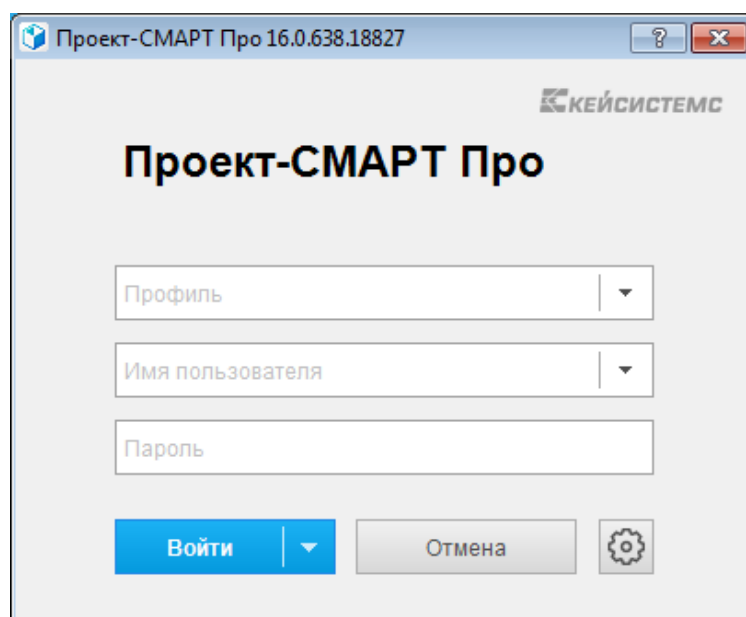 Проект-СМАРТ Про 16.0.638.18827
КЕЙСИСТЕМС
Проект-СМАРТ Про
Профиль
Имя пользователя
Пароль
Войти
Отмена